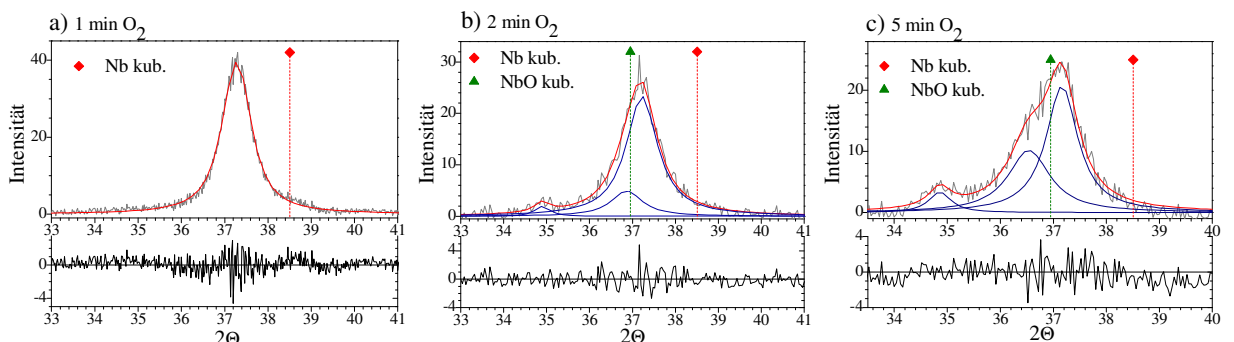 a) 1 min O2
Nb kub.
Intensität
40
20
0
0
-4
33 34 35 36 37 38 39 40 41
2Θ
b) 2 min O2
Nb kub.
NbO kub.
Intensität
30
20
10
0
4
0
-4
33 34 35 36 37 38 39 40 41
2Θ
c) 5 min O2
Nb kub.
NbO kub.
Intensität
20
10
0
4
0
-4
34 35 36 37 38 39 40
2Θ